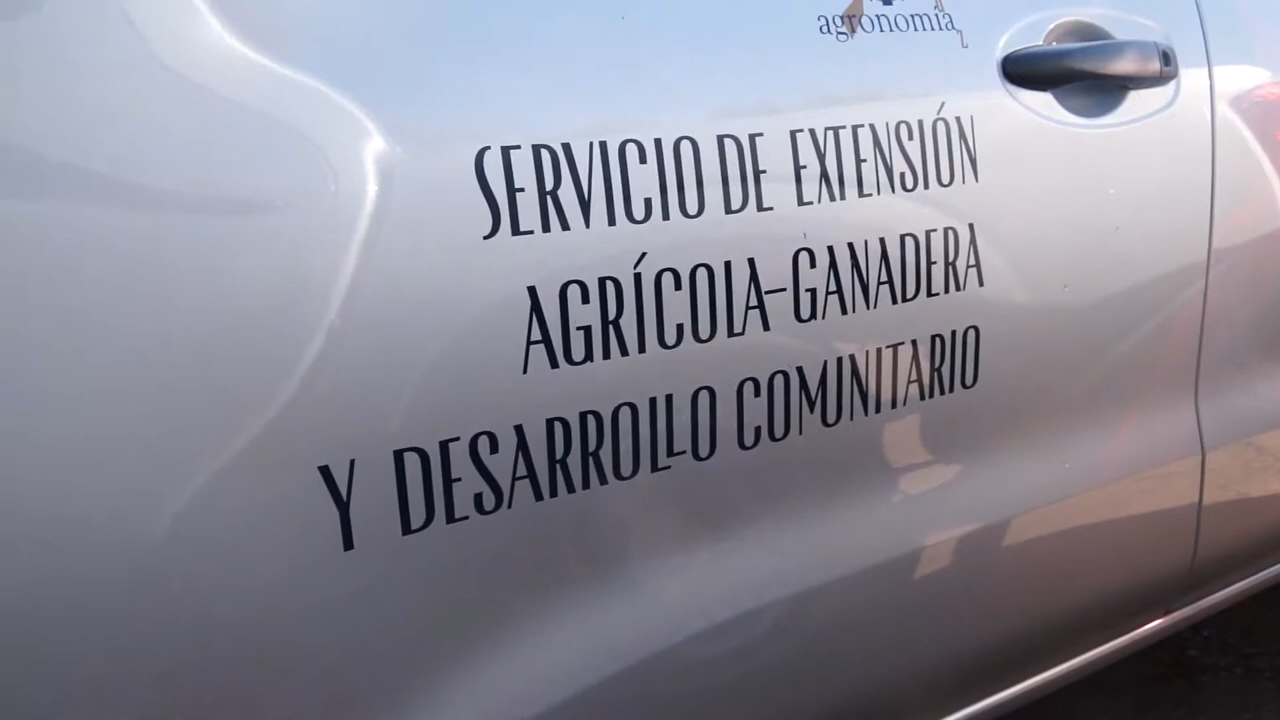 agronomía
SERVICIO DE EXTENSIÓN
AGRÍCOLA-GANADERA
Y DESARROLLO COMUNITARIO